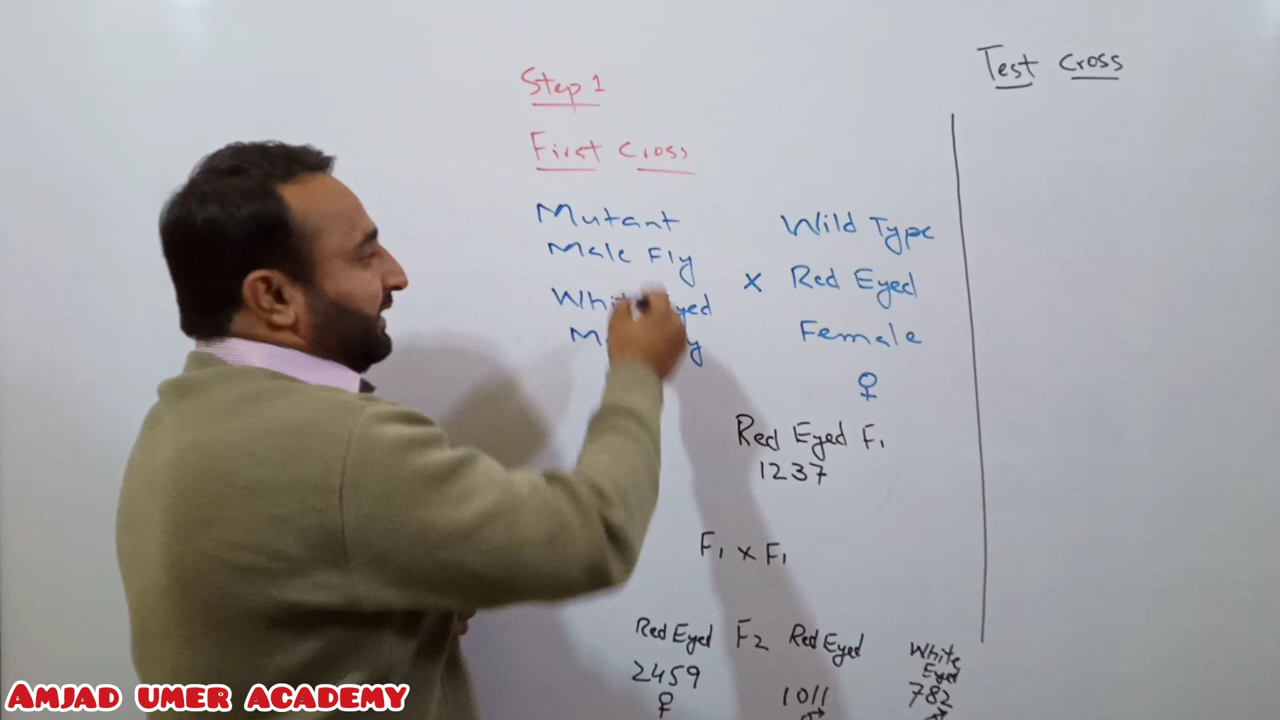 Test Cross
Step 1
First Cross
Mutant
Male Fly
White Eyed
× Wild Type
Red Eyed
Female
♀
Red Eyed F₁
1237
F₁ × F₁
F₂
Red Eyed
2459
♀
Red Eyed
1011
♂
White
Eyed
782
♂
AMJAD UMER ACADEMY